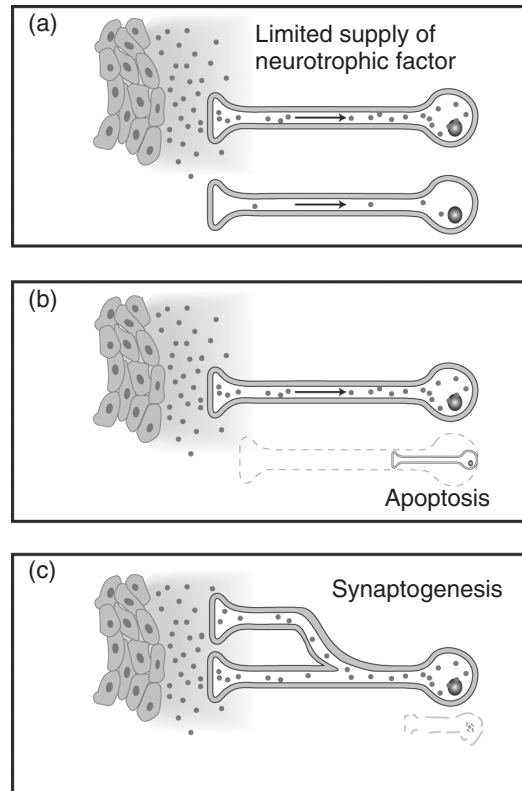 (a)
Limited supply of
neurotrophic factor
(b)
Apoptosis
(c)
Synaptogenesis